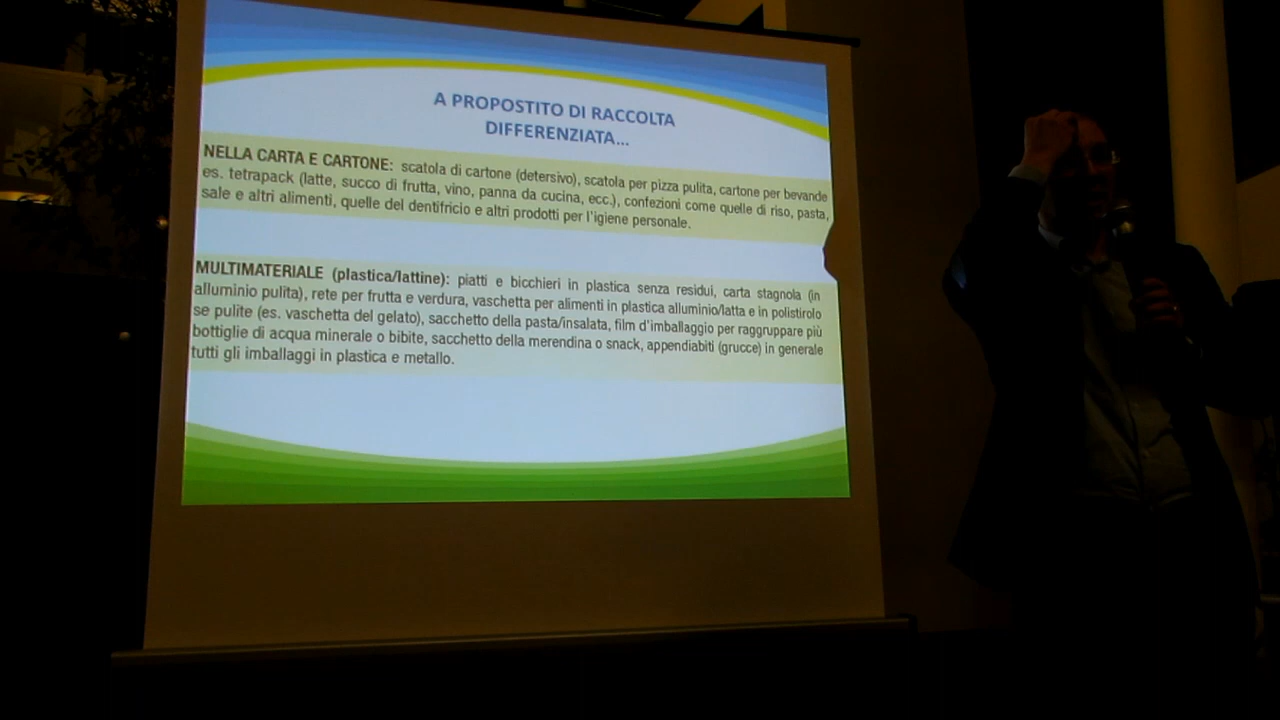 A PROPOSTITO DI RACCOLTA
DIFFERENZIATA...
NELLA CARTA E CARTONE: scatola di cartone (detersivo), scatola per pizza pulita, cartone per bevande
es. tetrapack (latte, succo di frutta, vino, panna da cucina, ecc.), confezioni come quelle di riso, pasta,
sale e altri alimenti, quelle del dentifricio e altri prodotti per l'igiene personale.
MULTIMATERIALE (plastica/lattine): piatti e bicchieri in plastica senza residui, carta stagnola (in
alluminio pulita), rete per frutta e verdura, vaschetta per alimenti in plastica alluminio/latta e in polistirolo
se pulite (es. vaschetta del gelato), sacchetto della pasta/insalata, film d'imballaggio per raggruppare più
bottiglie di acqua minerale o bibite, sacchetto della merendina o snack, appendiabiti (grucce) in generale
tutti gli imballaggi in plastica e metallo.